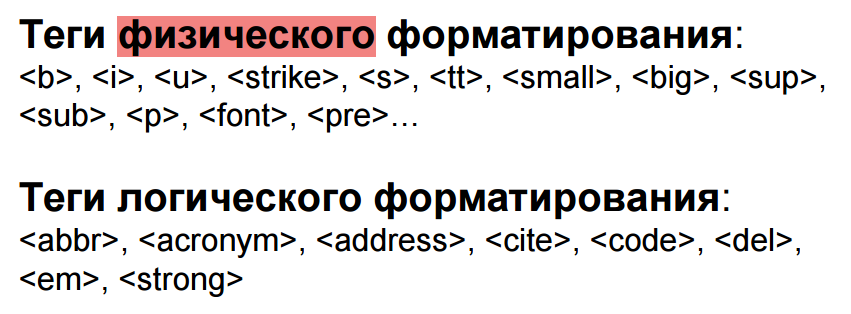 Теги физического форматирования:
<b>, <i>, <u>, <strike>, <s>, <tt>, <small>, <big>, <sup>,
<sub>, <p>, <font>, <pre>...
Теги логического форматирования:
<abbr>, <acronym>, <address>, <cite>, <code>, <del>,
<em>, <strong>